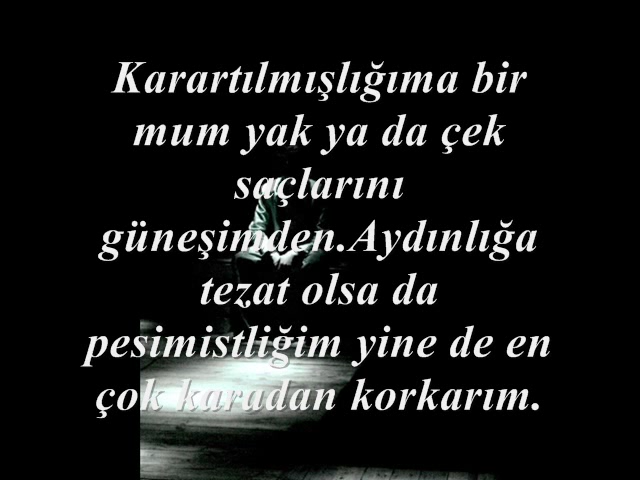 Karartılmışlığıma bir
mum yak ya da çek
saçlarını
güneşimden.Aydınlığa
tezat olsa da
pesimistliğim yine de en
çok karadan korkarım.